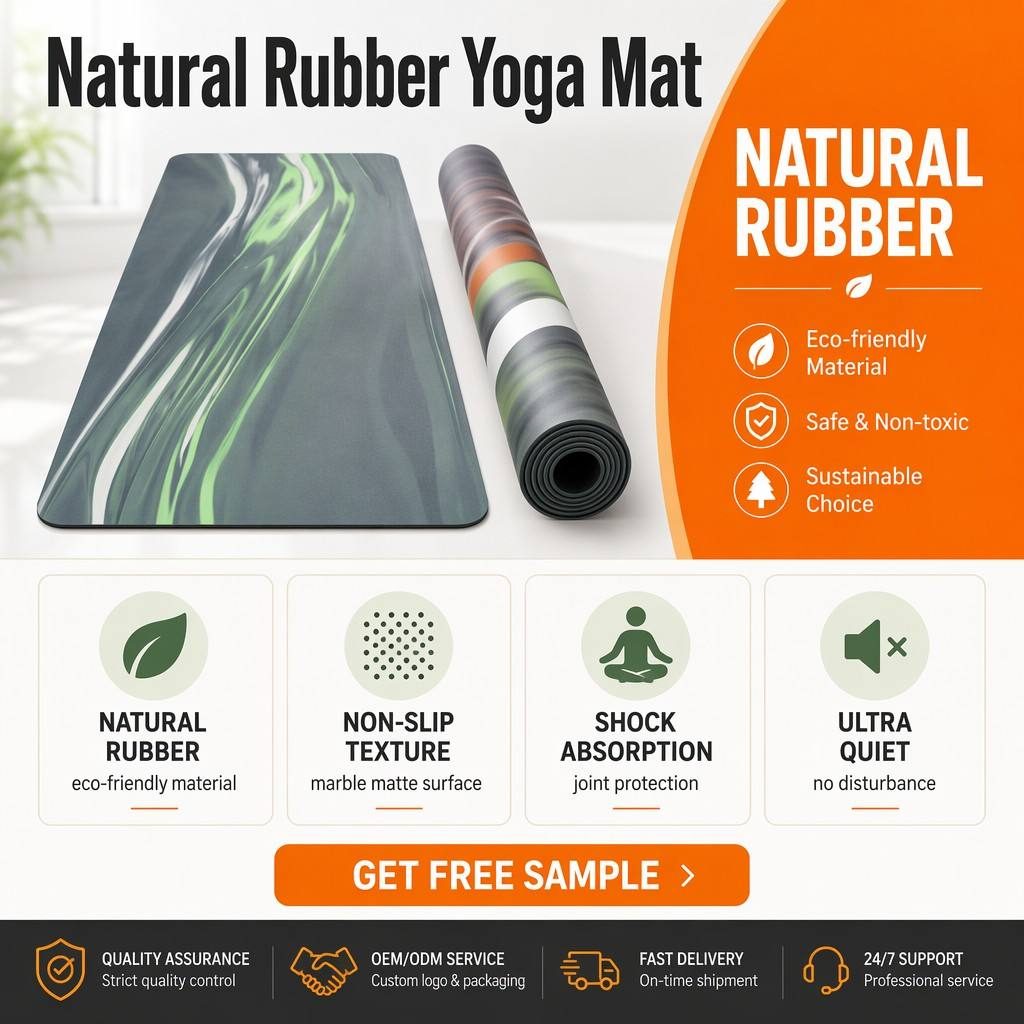 Natural Rubber Yoga Mat
NATURAL
RUBBER
Eco-friendly
Material
Safe & Non-toxic
Sustainable
Choice
NATURAL
RUBBER
eco-friendly material
NON-SLIP
TEXTURE
marble matte surface
SHOCK
ABSORPTION
joint protection
ULTRA
QUIET
no disturbance
GET FREE SAMPLE
QUALITY ASSURANCE
Strict quality control
OEM/ODM SERVICE
Custom logo & packaging
FAST DELIVERY
On-time shipment
24/7 SUPPORT
Professional service